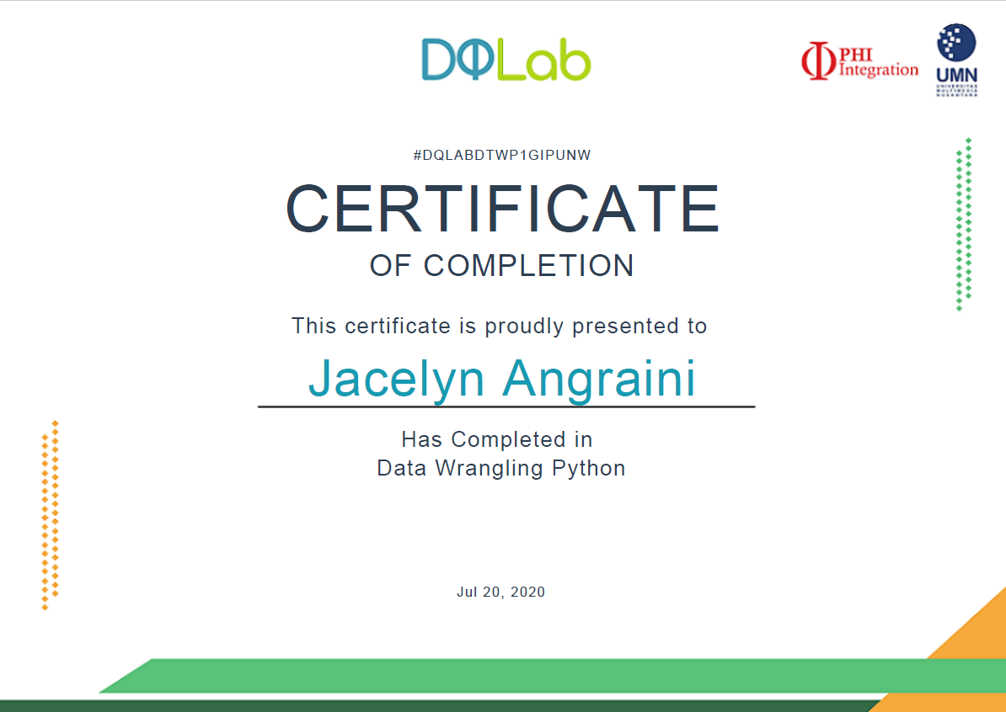 DQLab
PHI
Integration
UMN
UNIVERSITAS
MULTIMEDIA
NUSANTARA
#DQLABDTWP1GIPUNW
CERTIFICATE
OF COMPLETION
This certificate is proudly presented to
Jacelyn Angraini
Has Completed in
Data Wrangling Python
Jul 20, 2020